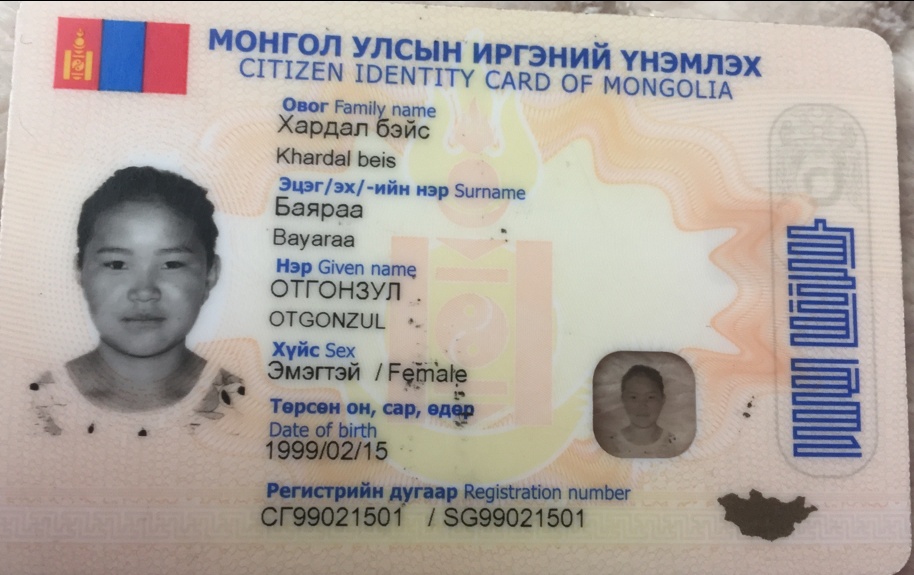 МОНГОЛ УЛСЫН ИРГЭНИЙ ҮНЭМЛЭХ
CITIZEN IDENTITY CARD OF MONGOLIA
Овог Family name
Хардал бэйс
Khardal beis
Эцэг/эх/-ийн нэр Surname
Баяраа
Bayaraa
Нэр Given name
ОТГОНЗУЛ
OTGONZUL
Хүйс Sex
Эмэгтэй / Female
Төрсөн он, сар, өдөр
Date of birth
1999/02/15
Регистрийн дугаар Registration number
СГ99021501 / SG99021501